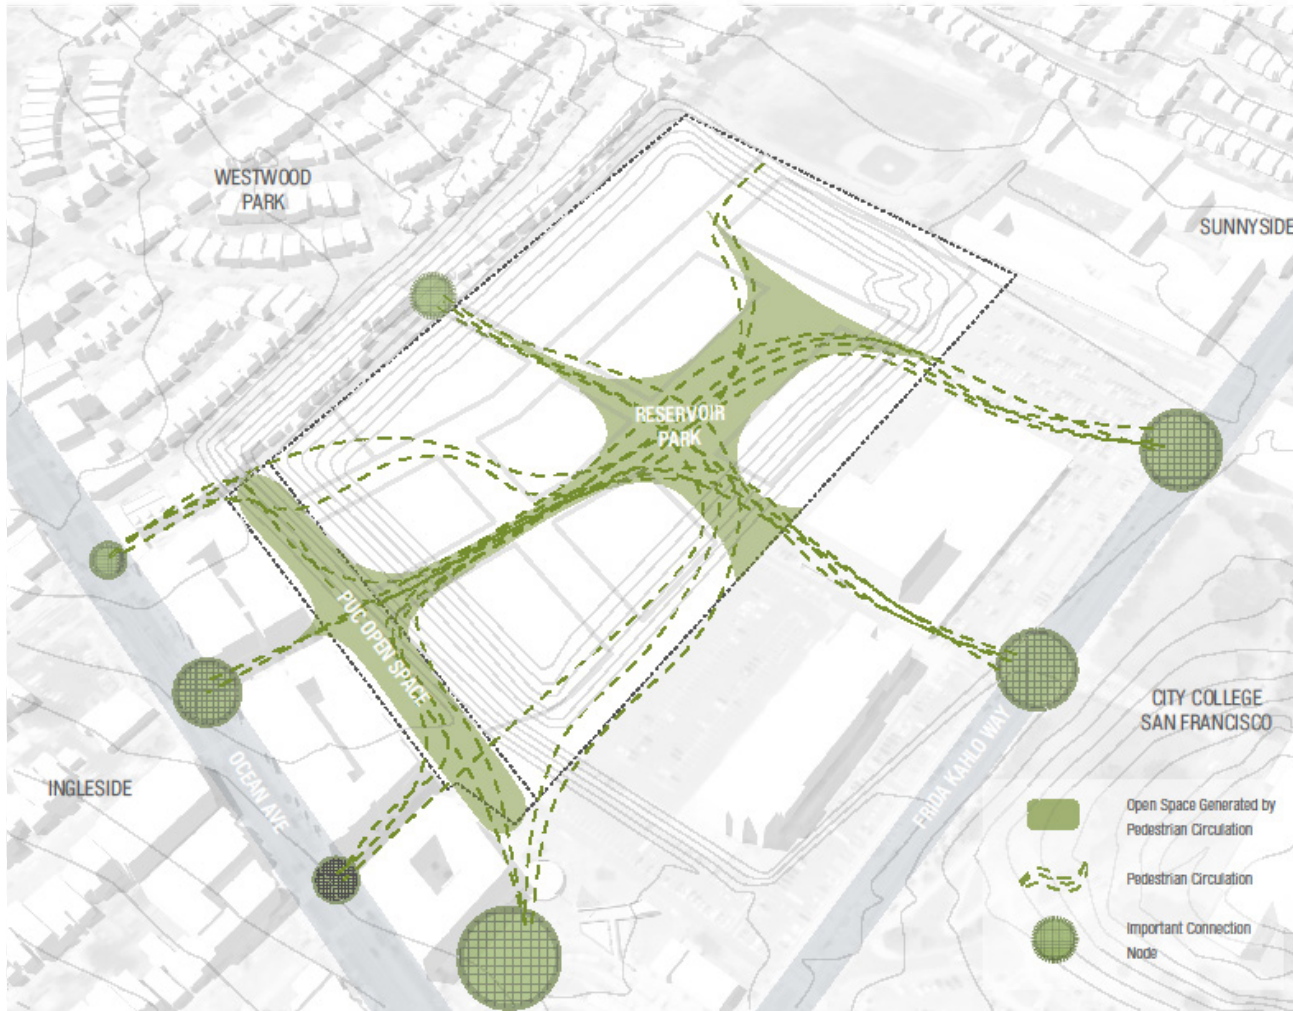 WESTWOOD
PARK
SUNNYSIDE
RESERVOIR
PARK
PUC OPEN SPACE
CITY COLLEGE
SAN FRANCISCO
INGLESIDE
OCEAN AVE
FRIDA KAHLO WAY
Open Space Generated by
Pedestrian Circulation
Pedestrian Circulation
Important Connection
Node